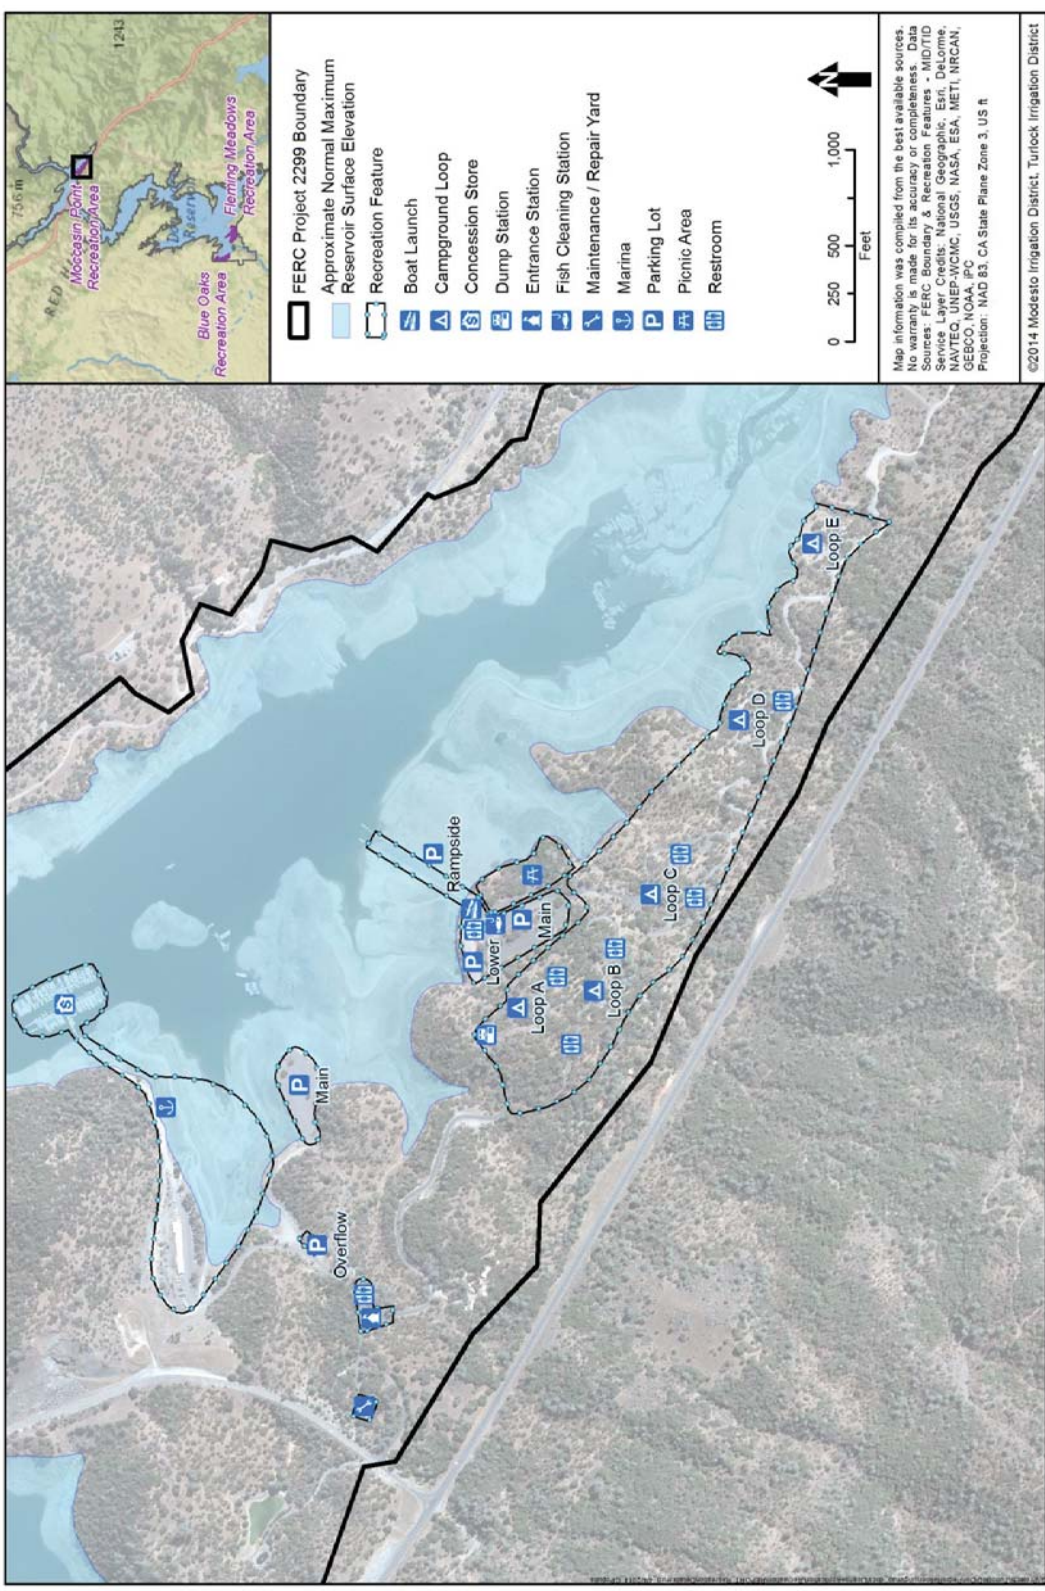 756 m
1243
RED
Moccasin Point
Recreation Area
Blue Oaks
Recreation Area
Fleming Meadows
Recreation Area
FERC Project 2299 Boundary
Approximate Normal Maximum
Reservoir Surface Elevation
Recreation Feature
Boat Launch
Campground Loop
Concession Store
Dump Station
Entrance Station
Fish Cleaning Station
Maintenance / Repair Yard
Marina
Parking Lot
Picnic Area
Restroom
N
0 250 500 1,000
Feet
Map information was compiled from the best available sources.
No warranty is made for its accuracy or completeness. Data
Sources: FERC Boundary & Recreation Features - MID/TID
Service Layer Credits: National Geographic, Esri, DeLorme,
NAVTEQ, UNEP-WCMC, USGS, NASA, ESA, METI, NRCAN,
GEBCO, NOAA, iPC
Projection: NAD 83, CA State Plane Zone 3, US ft
©2014 Modesto Irrigation District, Turlock Irrigation District
Overflow
P
Main
P
Lower
P
Main
P
Rampside
P
Loop A
Loop B
Loop C
Loop D
Loop E